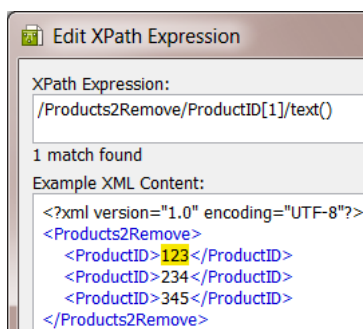 Edit XPath Expression
XPath Expression:
/Products2Remove/ProductID[1]/text()
1 match found
Example XML Content:
<?xml version="1.0" encoding="UTF-8"?>
<Products2Remove>
<ProductID>123</ProductID>
<ProductID>234</ProductID>
<ProductID>345</ProductID>
</Products2Remove>